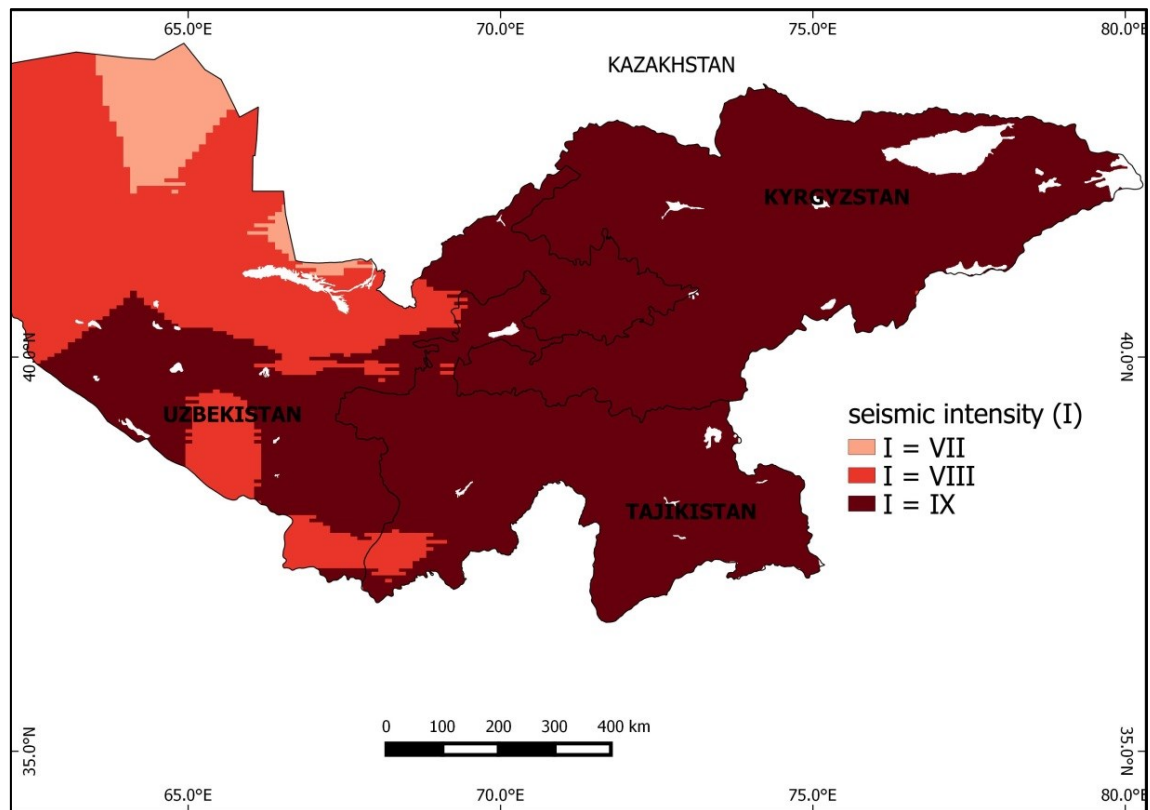 65.0°E 70.0°E 75.0°E 80.0°E
KAZAKHSTAN
KYRGYZSTAN
40.0°N 40.0°N
UZBEKISTAN
seismic intensity (I)
I = VII
I = VIII
I = IX
TAJIKISTAN
0 100 200 300 400 km
35.0°N 35.0°N
65.0°E 70.0°E 75.0°E 80.0°E